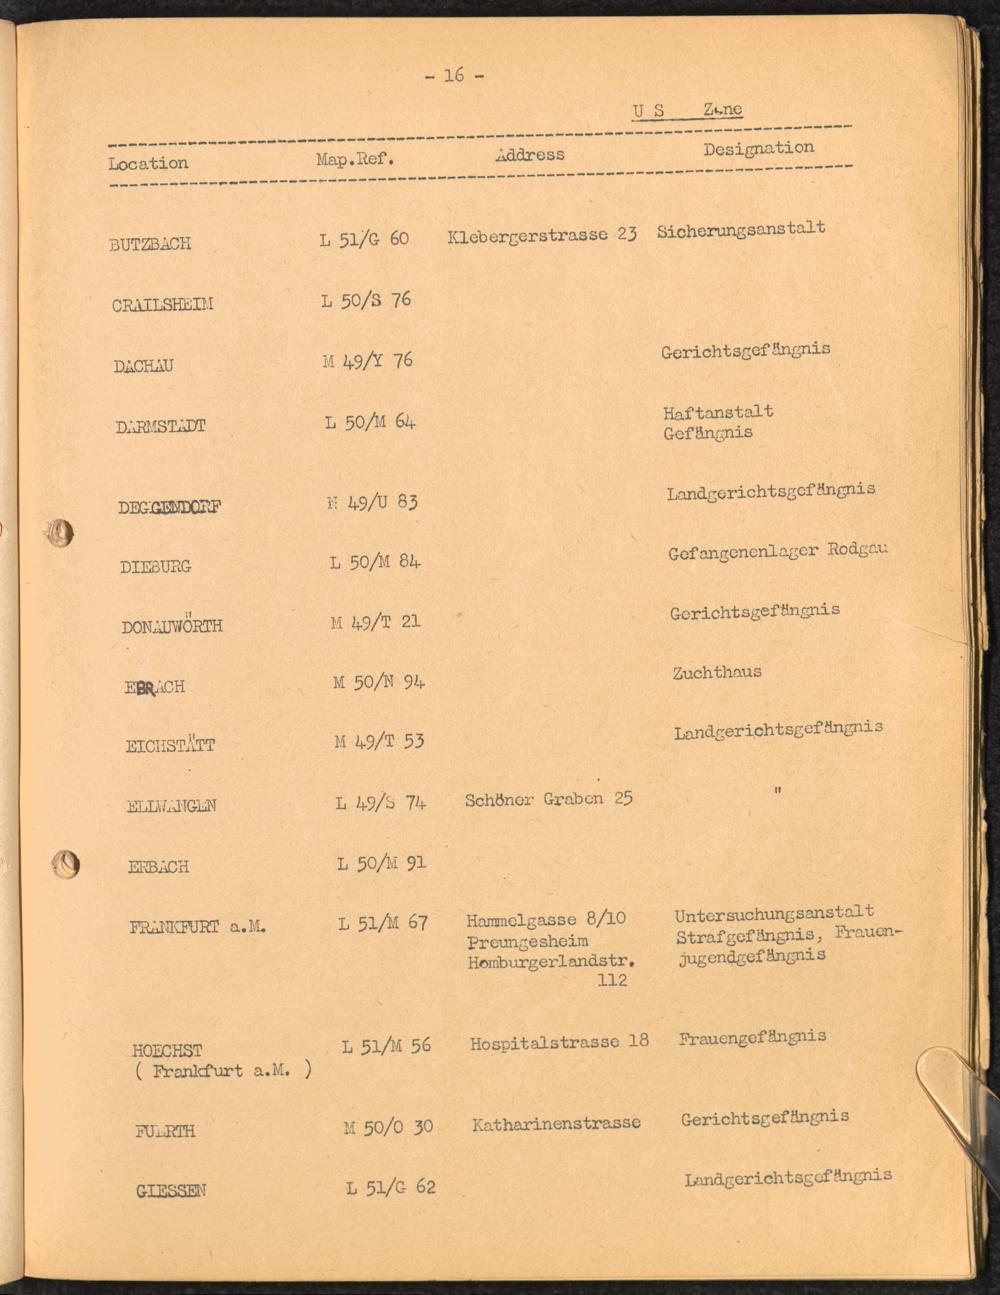 - 16 -
U S Zone
Location Map.Ref. Address Designation
BUTZBACH L 51/G 60 Klebergerstrasse 23 Sicherungsanstalt
CRAILSHEIM L 50/S 76
DACHAU M 49/Y 76 Gerichtsgefängnis
DARMSTADT L 50/M 64 Haftanstalt
Gefängnis
DEGGENDORF N 49/U 83 Landgerichtsgefängnis
DIEBURG L 50/M 84 Gefangenenlager Rodgau
DONAUWÖRTH M 49/T 21 Gerichtsgefängnis
EBRACH M 50/N 94 Zuchthaus
EICHSTÄTT M 49/T 53 Landgerichtsgefängnis
ELLWANGEN L 49/S 74 Schöner Graben 25 "
ERBACH L 50/M 91
FRANKFURT a.M. L 51/M 67 Hammelgasse 8/10 Untersuchungsanstalt
Preungesheim Strafgefängnis, Frauen-
Homburgerlandstr. jugendgefängnis
112
HOECHST L 51/M 56 Hospitalstrasse 18 Frauengefängnis
( Frankfurt a.M. )
FUERTH M 50/O 30 Katharinenstrasse Gerichtsgefängnis
GIESSEN L 51/G 62 Landgerichtsgefängnis